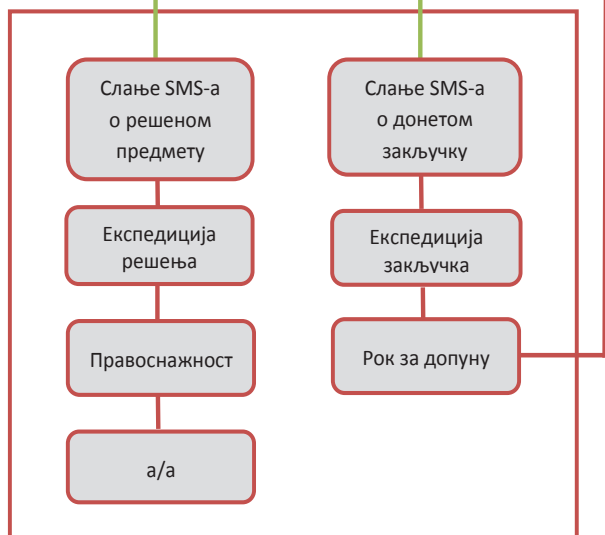 Слање SMS-а
о решеном
предмету
Експедиција
решења
Правоснажност
а/а
Слање SMS-а
о донетом
закључку
Експедиција
закључка
Рок за допуну